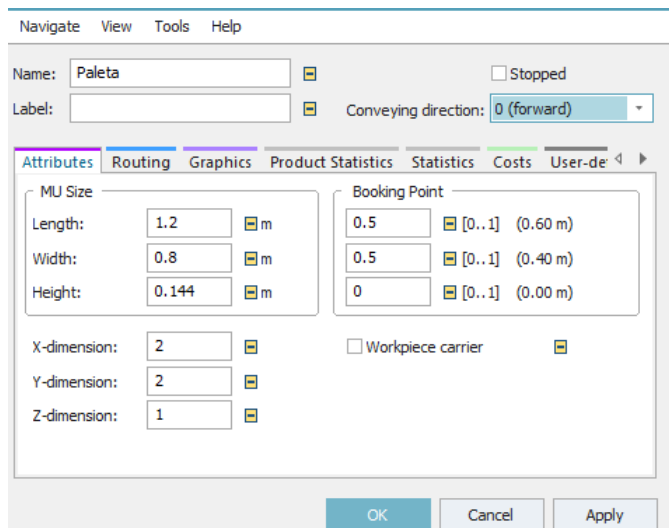 Navigate View Tools Help
Name: Paleta Stopped
Label: Conveying direction: 0 (forward)
Attributes Routing Graphics Product Statistics Statistics Costs User-de
MU Size Booking Point
Length: 1.2 m 0.5 [0..1] (0.60 m)
Width: 0.8 m 0.5 [0..1] (0.40 m)
Height: 0.144 m 0 [0..1] (0.00 m)
X-dimension: 2 Workpiece carrier
Y-dimension: 2
Z-dimension: 1
OK Cancel Apply